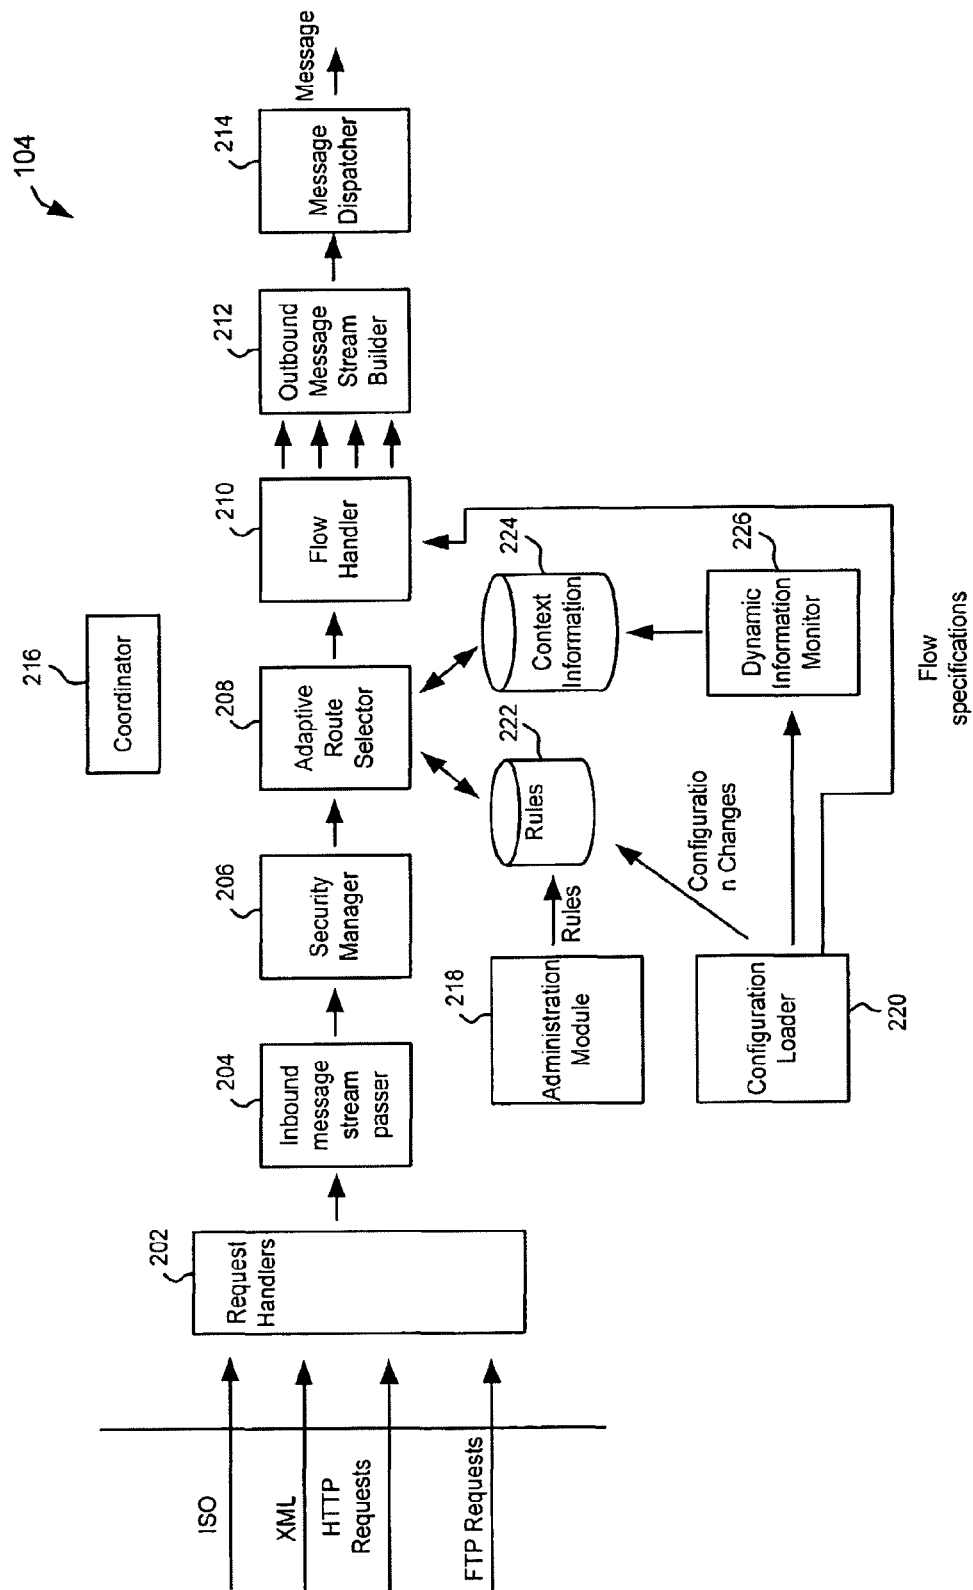 104
216
Coordinator
ISO
XML
HTTP
Requests
FTP Requests
202
Request
Handlers
204
Inbound
message
stream
passer
206
Security
Manager
208
Adaptive
Route
Selector
210
Flow
Handler
212
Outbound
Message
Stream
Builder
214
Message
Dispatcher
Message
218
Administration
Module
Rules
222
Rules
224
Context
Information
220
Configuration
Loader
Configuratio
n Changes
226
Dynamic
Information
Monitor
Flow
specifications